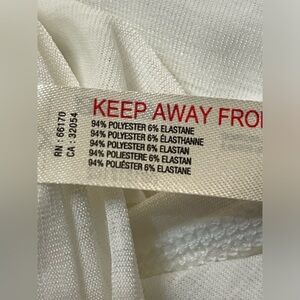 KEEP AWAY FRO
94% POLYESTER 6% ELASTANE
94% POLYESTER 6% ÉLASTHANNE
94% POLYESTER 6% ELASTAN
94% POLIESTERE 6% ELASTAN
94% POLIÉSTER 6% ELASTANE
RN : 66170
CA : 32054